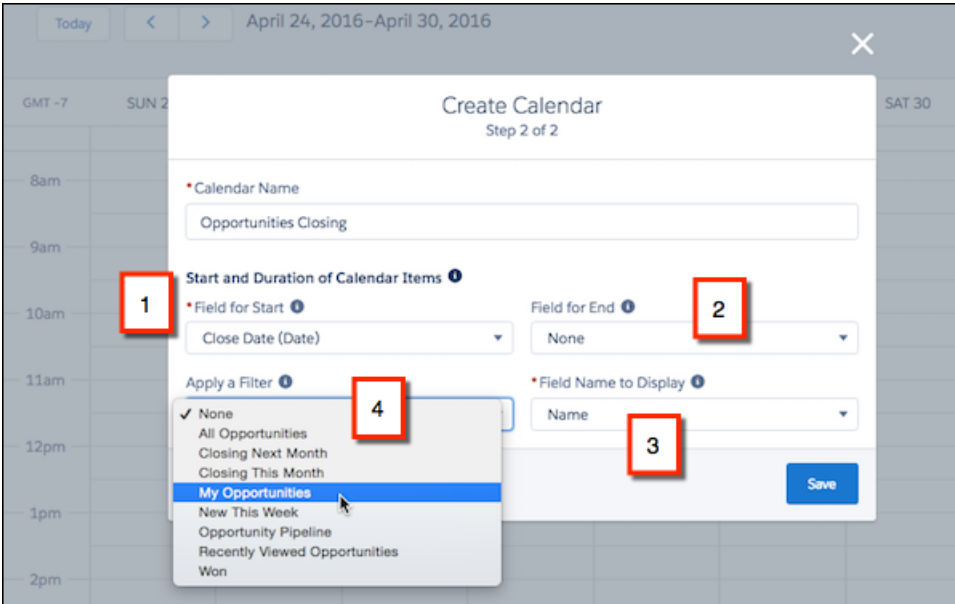 Today < > April 24, 2016–April 30, 2016
GMT -7 SUN 2 SAT 30
Create Calendar
Step 2 of 2
8am
* Calendar Name
Opportunities Closing
9am
Start and Duration of Calendar Items
1
* Field for Start
Field for End
2
10am
Close Date (Date)
None
11am
Apply a Filter
4
* Field Name to Display
✓ None
Name
All Opportunities
3
12pm
Closing Next Month
Closing This Month
My Opportunities
Save
New This Week
1pm
Opportunity Pipeline
Recently Viewed Opportunities
Won
2pm